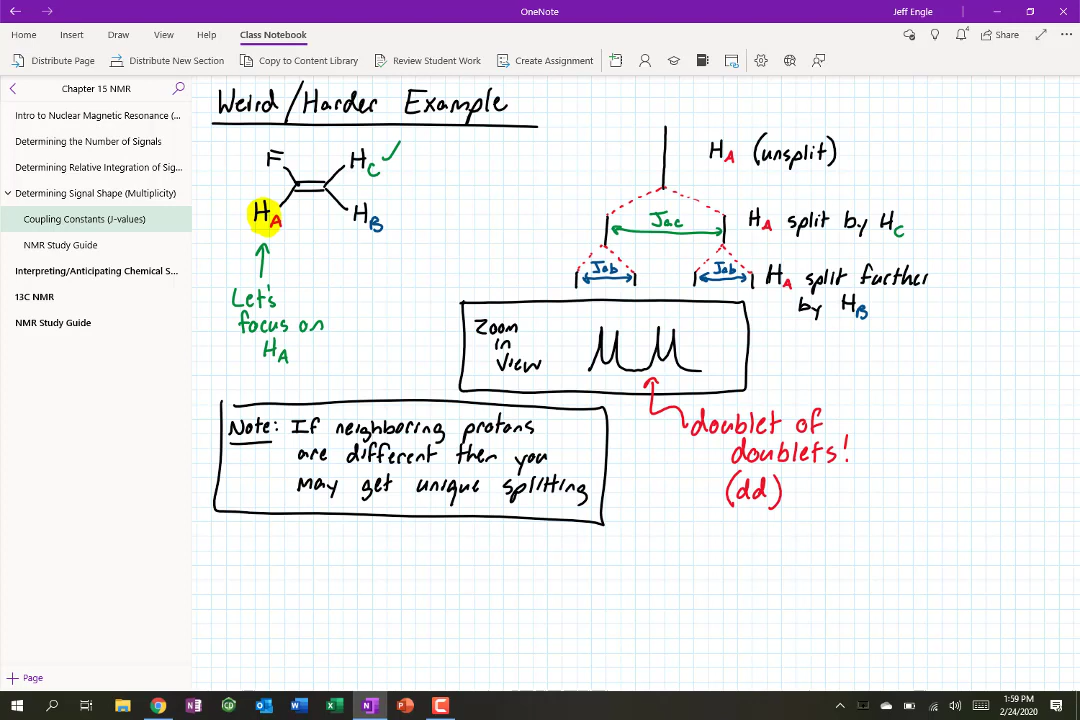 OneNote
Jeff Engle
Home Insert Draw View Help Class Notebook
Share
Distribute Page Distribute New Section Copy to Content Library Review Student Work Create Assignment
Chapter 15 NMR
Intro to Nuclear Magnetic Resonance (...
Determining the Number of Signals
Determining Relative Integration of Sig...
Determining Signal Shape (Multiplicity)
Coupling Constants (J-values)
NMR Study Guide
Interpreting/Anticipating Chemical S...
13C NMR
NMR Study Guide
Page
Weird/Harder Example
F HC
HA HB
Let's
focus on
HA
HA (unsplit)
Jac
HA split by HC
Jab Jab
HA split further
by HB
Zoom
in
View
doublet of
doublets!
(dd)
Note: If neighboring protons
are different then you
may get unique splitting
1:59 PM
2/24/2020